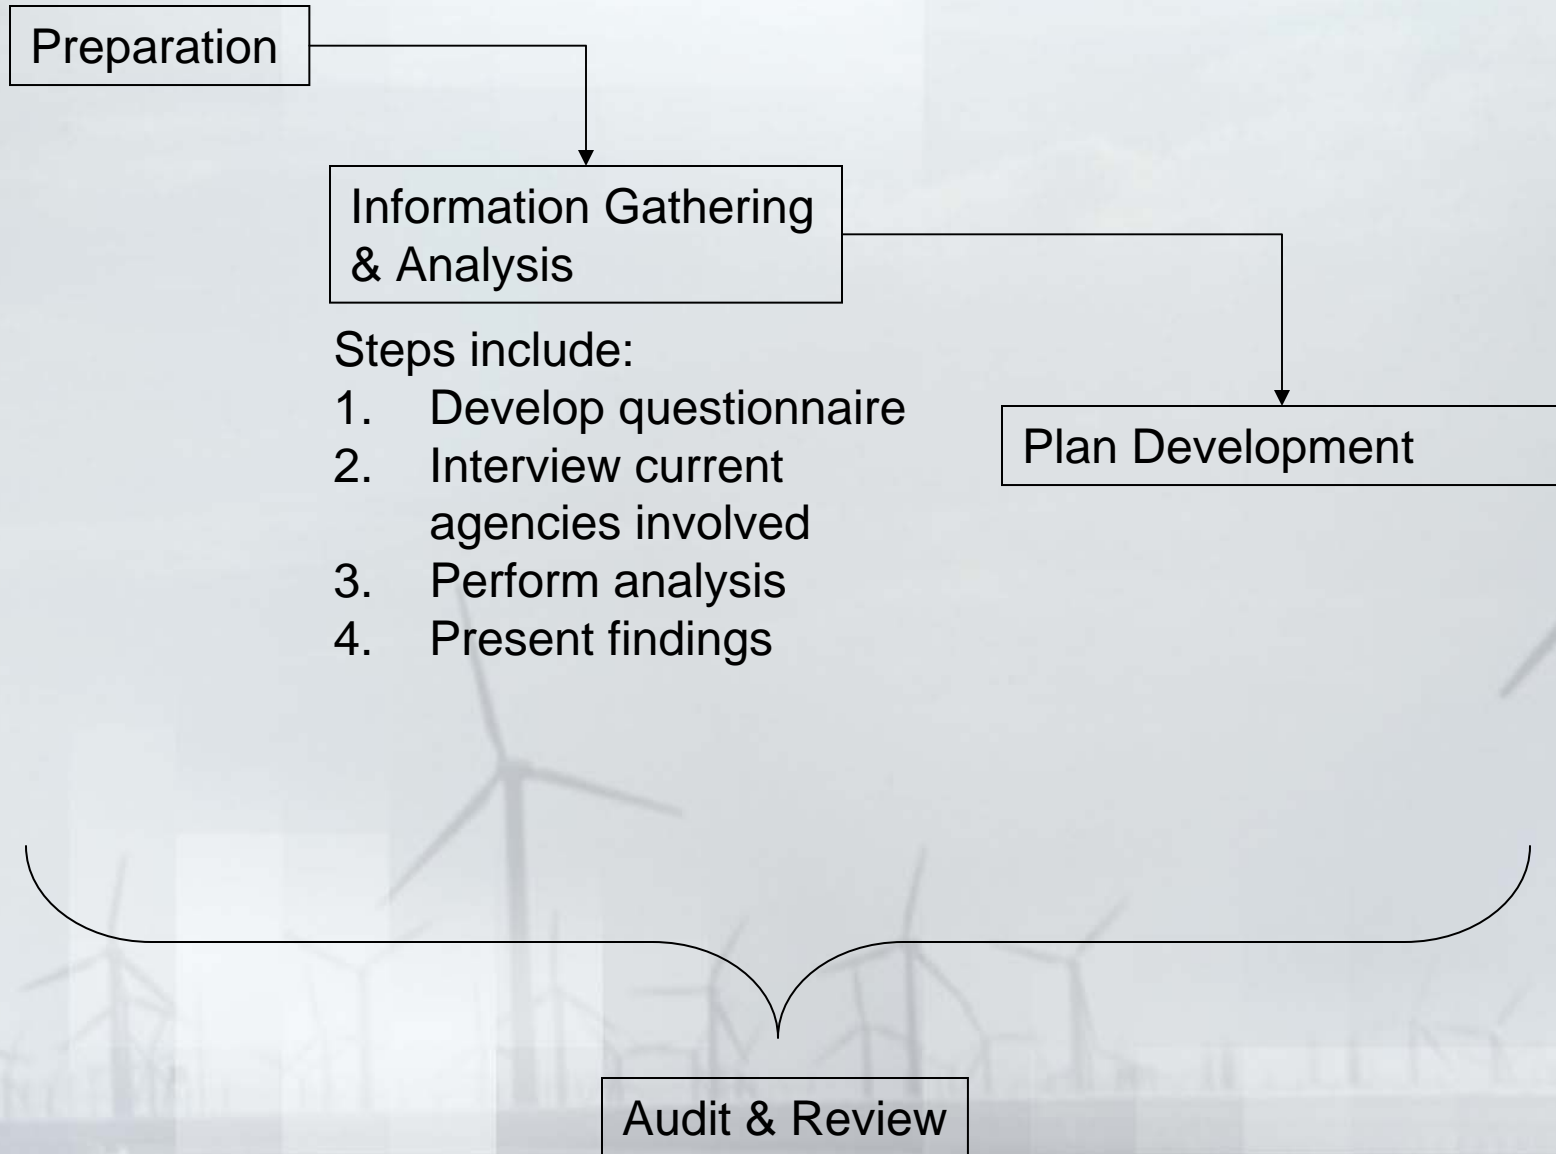 Preparation
Information Gathering
& Analysis
Steps include:
1. Develop questionnaire
2. Interview current
agencies involved
3. Perform analysis
4. Present findings
Plan Development
Audit & Review